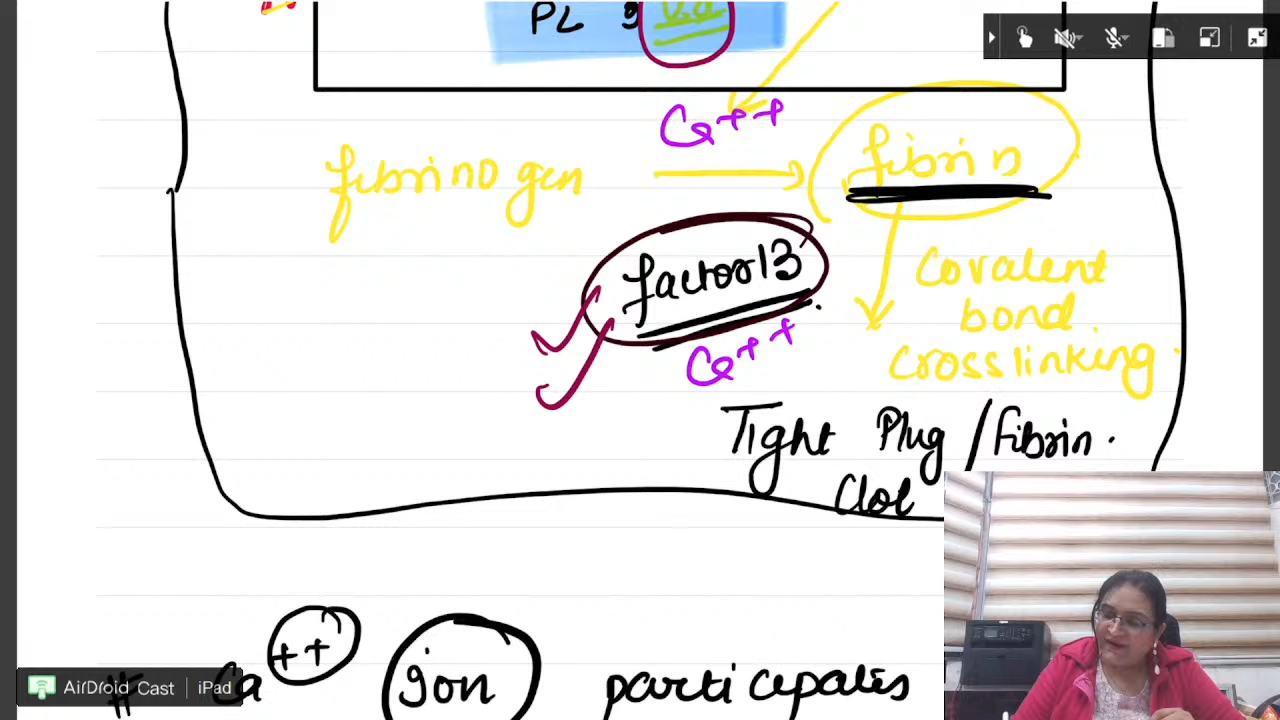 PL
Ca++
fibrinogen → fibrin
factor13
Ca++
Covalent
bond
crosslinking
Tight Plug / Fibrin
Clot
# Ca++ ion participates
AirDroid Cast | iPad